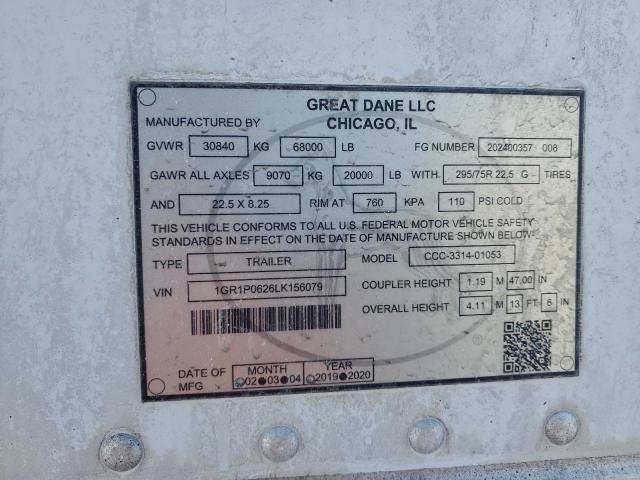 GREAT DANE LLC
MANUFACTURED BY CHICAGO, IL
GVWR 30840 KG 68000 LB FG NUMBER 202400357 008
GAWR ALL AXLES 9070 KG 20000 LB WITH 295/75R 22.5 G TIRES
AND 22.5 X 8.25 RIM AT 760 KPA 110 PSI COLD
THIS VEHICLE CONFORMS TO ALL U.S. FEDERAL MOTOR VEHICLE SAFETY
STANDARDS IN EFFECT ON THE DATE OF MANUFACTURE SHOWN BELOW
TYPE TRAILER MODEL CCC-3314-01053
VIN 1GR1P0626LK156079 COUPLER HEIGHT 1.19 M 47.00 IN
OVERALL HEIGHT 4.11 M 13 FT 6 IN
DATE OF MFG MONTH YEAR
02 03 04 2019 2020